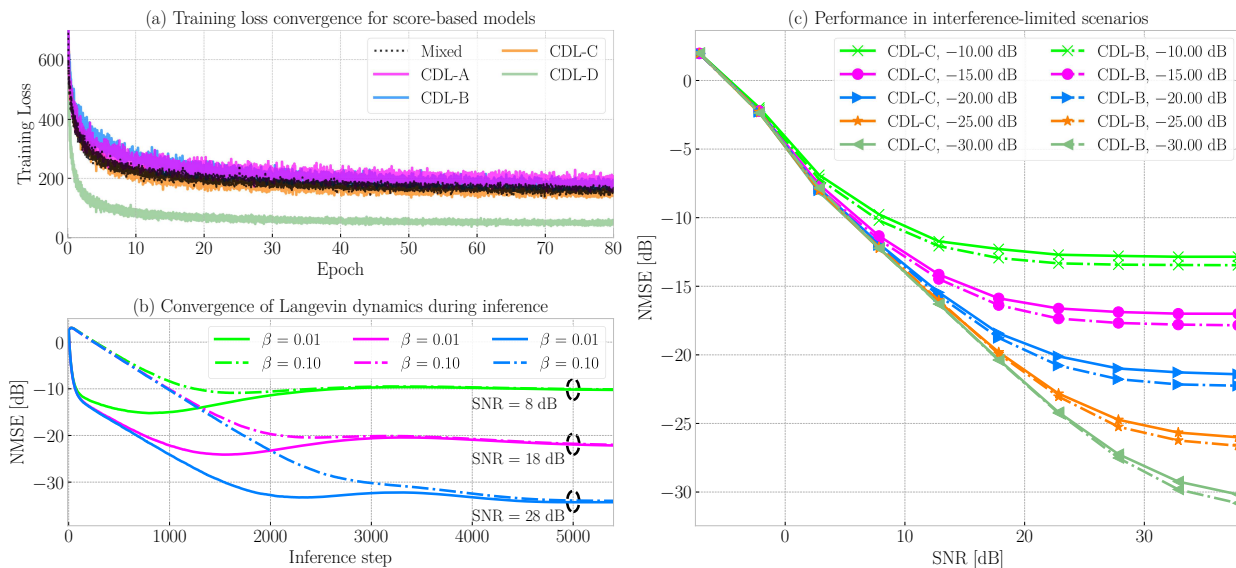 (a) Training loss convergence for score-based models
600
400
200
0
Training Loss
Mixed
CDL-A
CDL-B
CDL-C
CDL-D
0 10 20 30 40 50 60 70 80
Epoch
(b) Convergence of Langevin dynamics during inference
0
−10
−20
−30
NMSE [dB]
β = 0.01 β = 0.01 β = 0.01
β = 0.10 β = 0.10 β = 0.10
SNR = 8 dB
SNR = 18 dB
SNR = 28 dB
0 1000 2000 3000 4000 5000
Inference step
(c) Performance in interference-limited scenarios
0
−5
−10
−15
−20
−25
−30
NMSE [dB]
CDL-C, −10.00 dB CDL-B, −10.00 dB
CDL-C, −15.00 dB CDL-B, −15.00 dB
CDL-C, −20.00 dB CDL-B, −20.00 dB
CDL-C, −25.00 dB CDL-B, −25.00 dB
CDL-C, −30.00 dB CDL-B, −30.00 dB
0 10 20 30
SNR [dB]